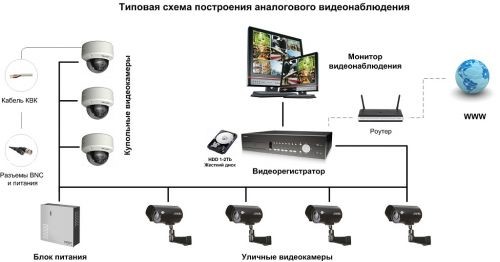 Типовая схема построения аналогового видеонаблюдения
Кабель КВК
Разъемы BNC
и питания
Купольные видеокамеры
Монитор
видеонаблюдения
Роутер
WWW
HDD 1-2Tb
Жесткий диск
Видеорегистратор
Блок питания
Уличные видеокамеры